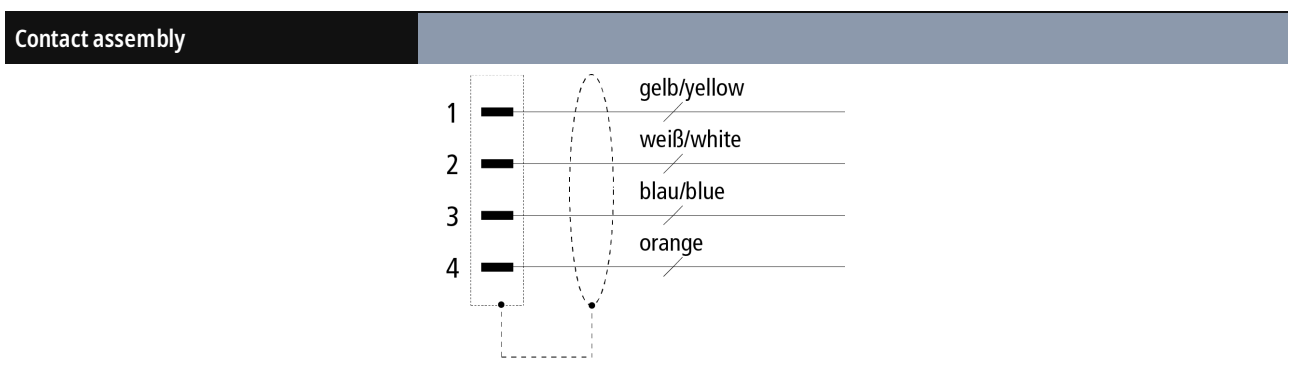 Contact assembly
gelb/yellow
1
weiß/white
2
blau/blue
3
orange
4